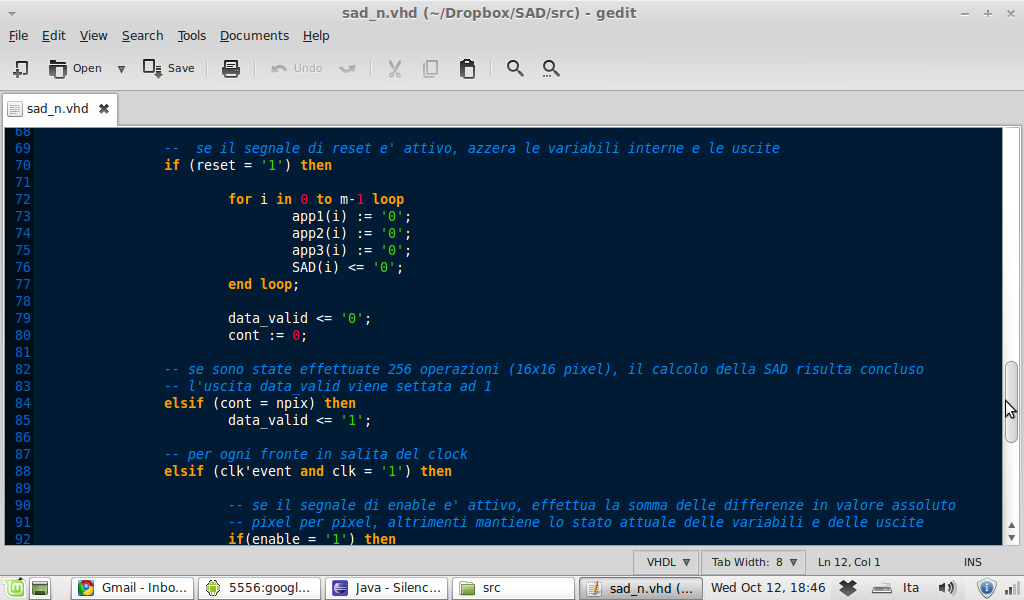 sad_n.vhd (~/Dropbox/SAD/src) - gedit
File Edit View Search Tools Documents Help
Open Save Undo
sad_n.vhd
68
69 --  se il segnale di reset e' attivo, azzera le variabili interne e le uscite
70 if (reset = '1') then
71
72 for i in 0 to m-1 loop
73 app1(i) := '0';
74 app2(i) := '0';
75 app3(i) := '0';
76 SAD(i) <= '0';
77 end loop;
78
79 data_valid <= '0';
80 cont := 0;
81
82 -- se sono state effettuate 256 operazioni (16x16 pixel), il calcolo della SAD risulta concluso
83 -- l'uscita data_valid viene settata ad 1
84 elsif (cont = npix) then
85 data_valid <= '1';
86
87 -- per ogni fronte in salita del clock
88 elsif (clk'event and clk = '1') then
89
90 -- se il segnale di enable e' attivo, effettua la somma delle differenze in valore assoluto
91 -- pixel per pixel, altrimenti mantiene lo stato attuale delle variabili e delle uscite
92 if(enable = '1') then
VHDL Tab Width: 8 Ln 12, Col 1 INS
Gmail - Inbo... 5556:googl... Java - Silenc... src sad_n.vhd (... Wed Oct 12, 18:46 Ita